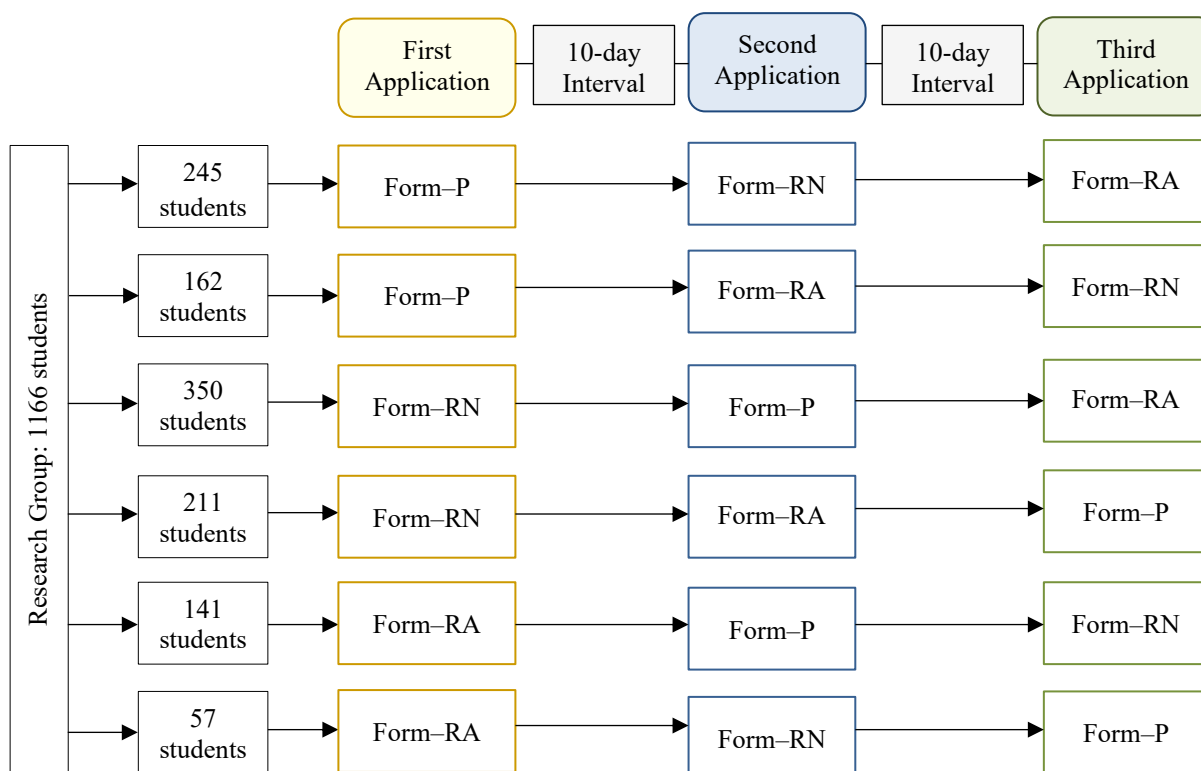 First
Application
10-day
Interval
Second
Application
10-day
Interval
Third
Application
Research Group: 1166 students
245
students
Form–P
Form–RN
Form–RA
162
students
Form–P
Form–RA
Form–RN
350
students
Form–RN
Form–P
Form–RA
211
students
Form–RN
Form–RA
Form–P
141
students
Form–RA
Form–P
Form–RN
57
students
Form–RA
Form–RN
Form–P